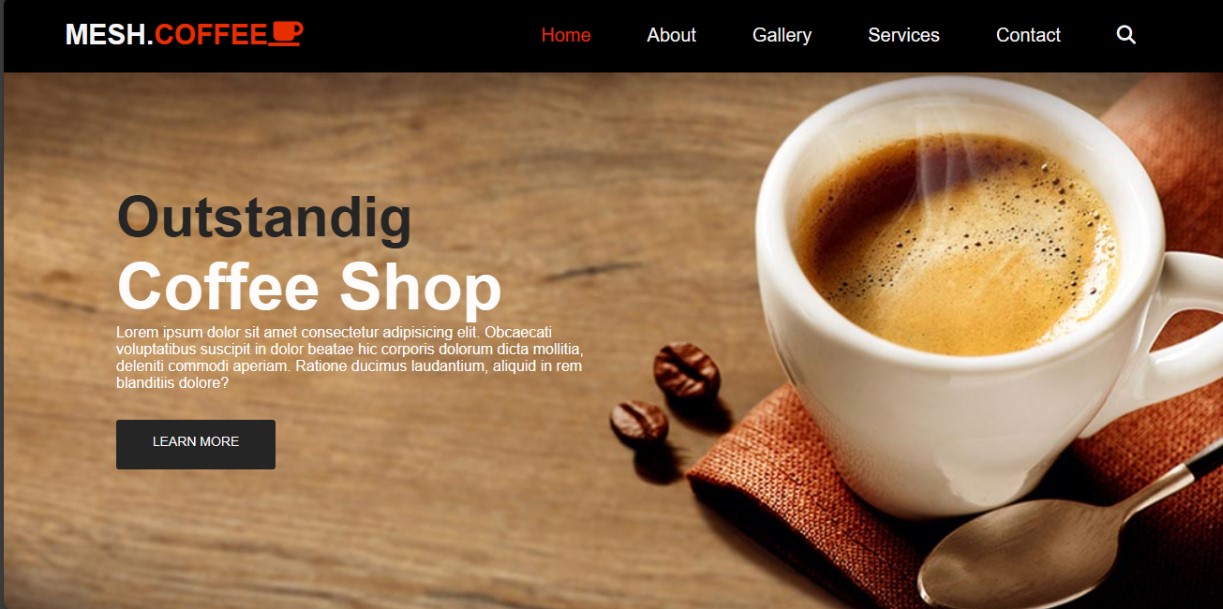 MESH.COFFEE
Home
About
Gallery
Services
Contact
Outstandig
Coffee Shop
Lorem ipsum dolor sit amet consectetur adipisicing elit. Obcaecati
voluptatibus suscipit in dolor beatae hic corporis dolorum dicta mollitia,
deleniti commodi aperiam. Ratione ducimus laudantium, aliquid in rem
blanditiis dolore?
LEARN MORE